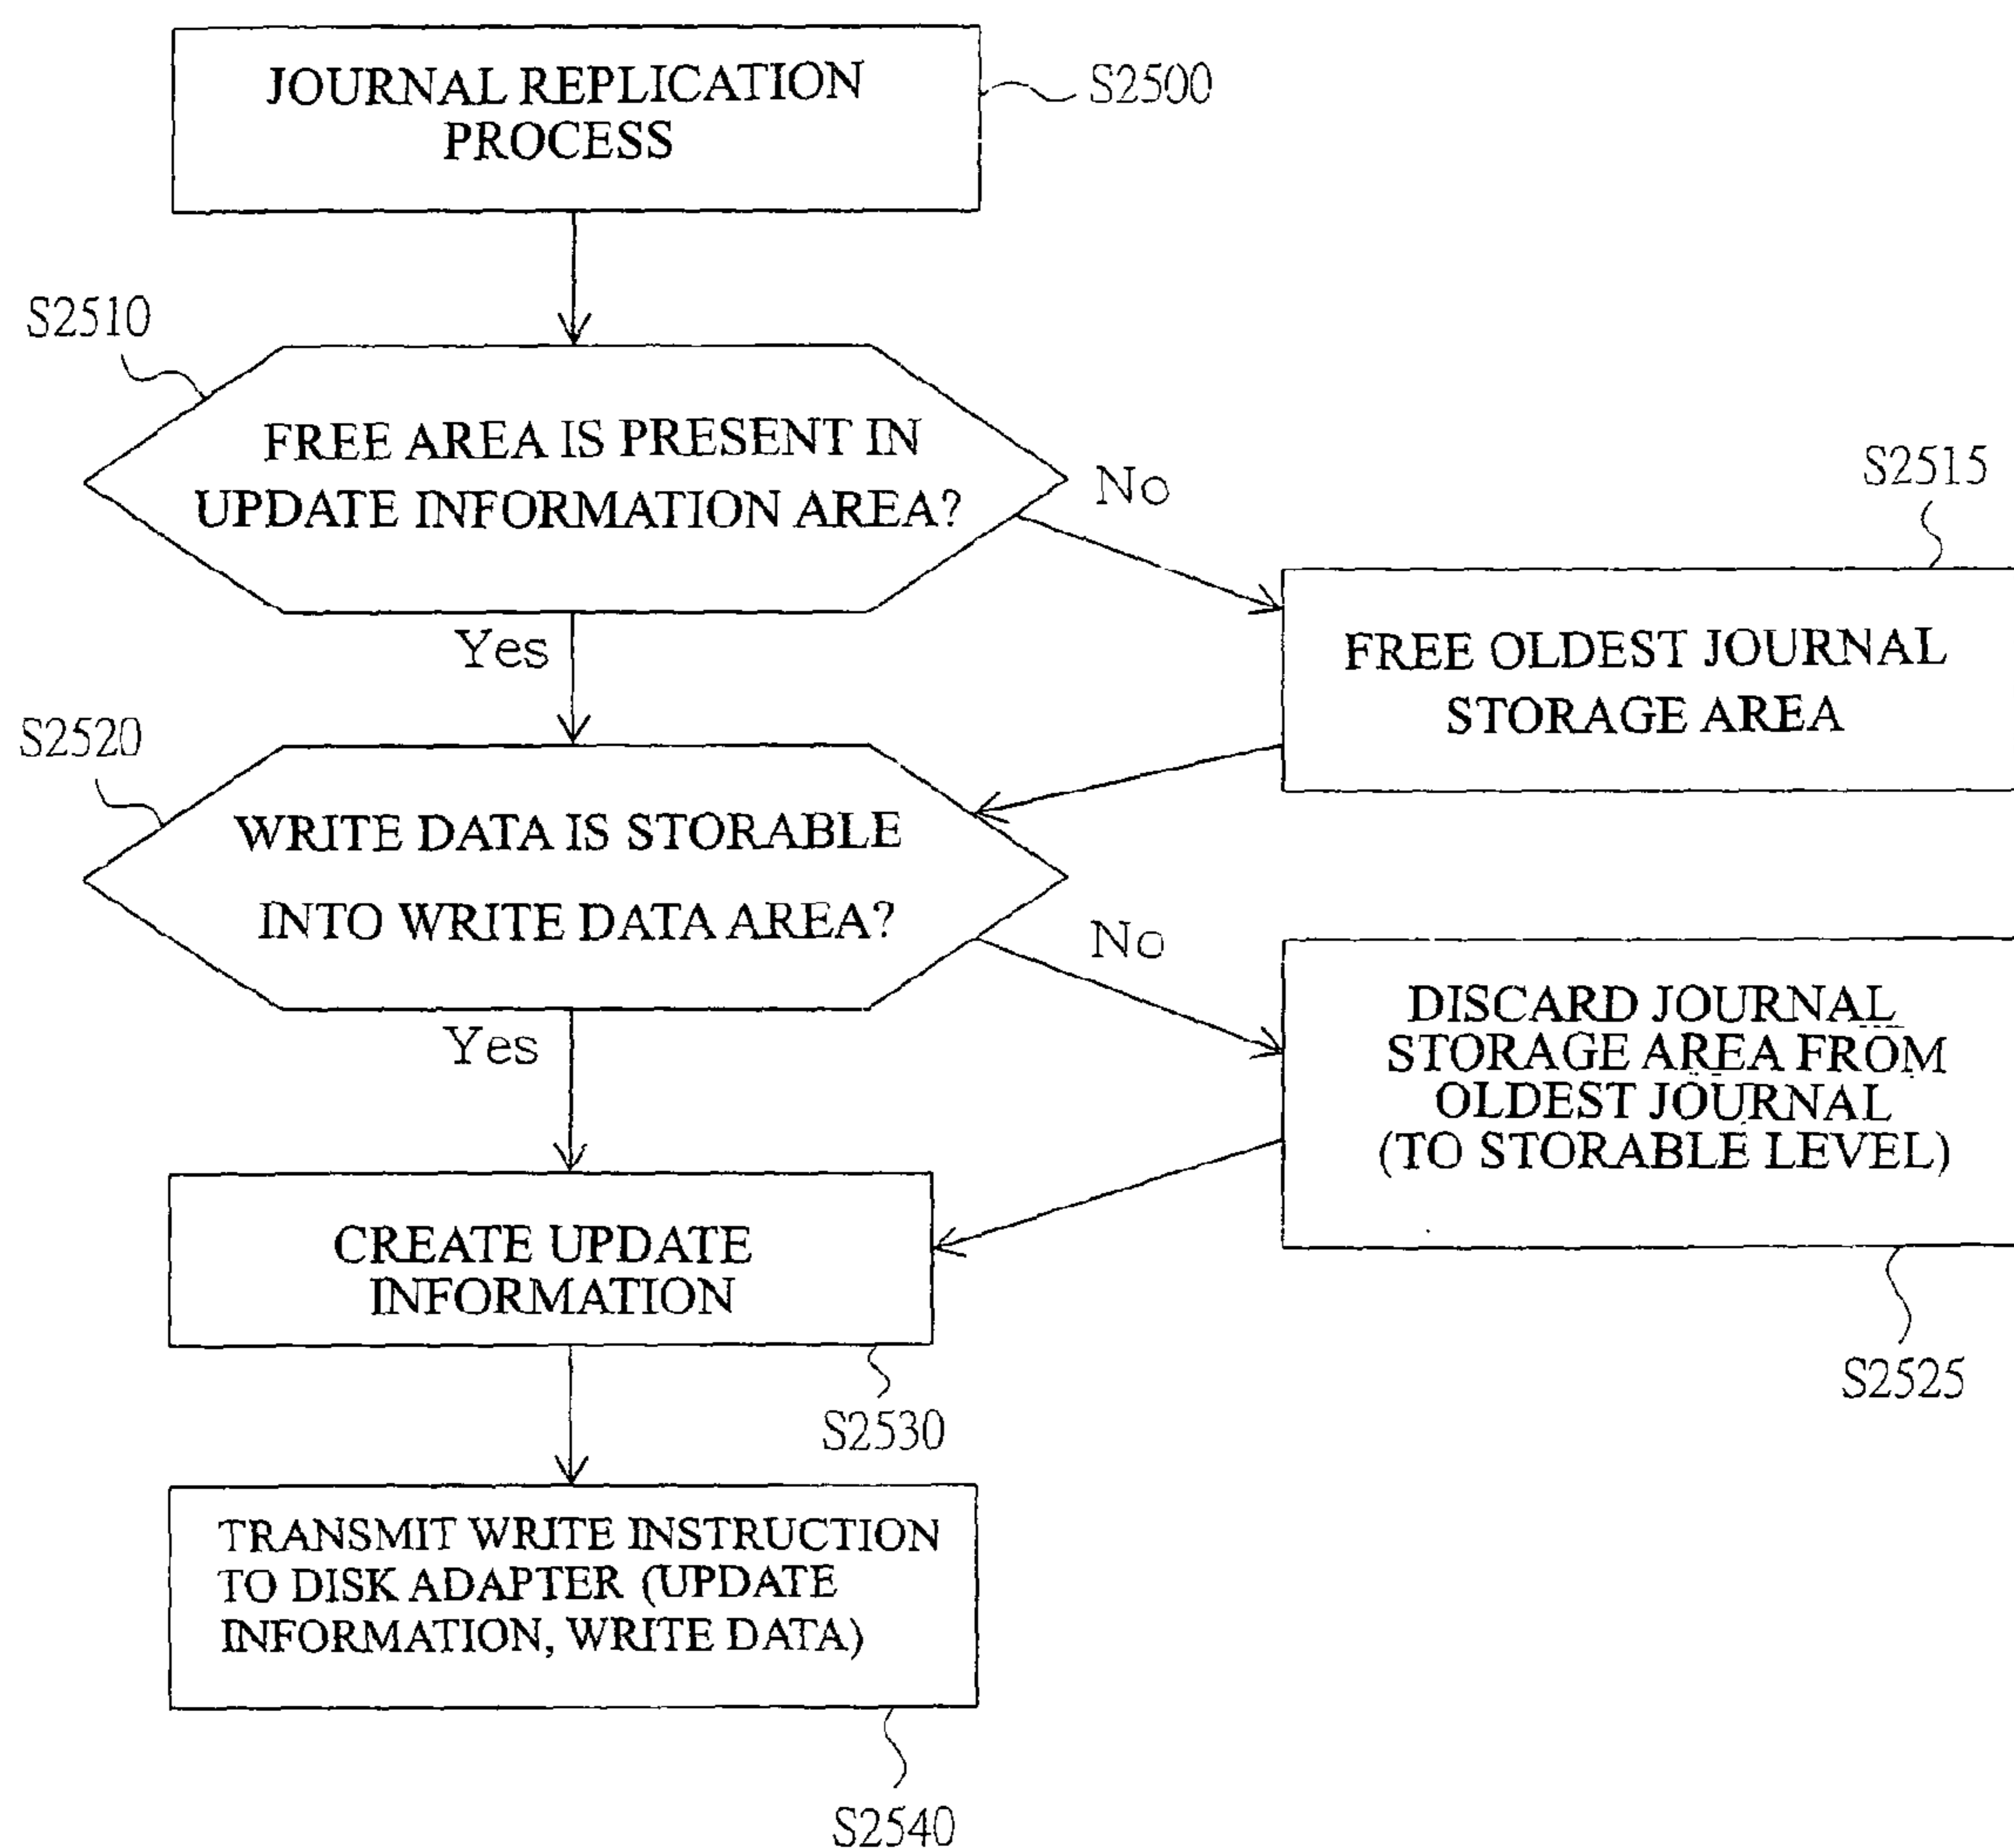 JOURNAL REPLICATION
PROCESS
S2500
S2510
FREE AREA IS PRESENT IN
UPDATE INFORMATION AREA?
No
S2515
Yes
FREE OLDEST JOURNAL
STORAGE AREA
S2520
WRITE DATA IS STORABLE
INTO WRITE DATA AREA?
No
Yes
DISCARD JOURNAL
STORAGE AREA FROM
OLDEST JOURNAL
(TO STORABLE LEVEL)
CREATE UPDATE
INFORMATION
S2525
S2530
TRANSMIT WRITE INSTRUCTION
TO DISK ADAPTER (UPDATE
INFORMATION, WRITE DATA)
S2540